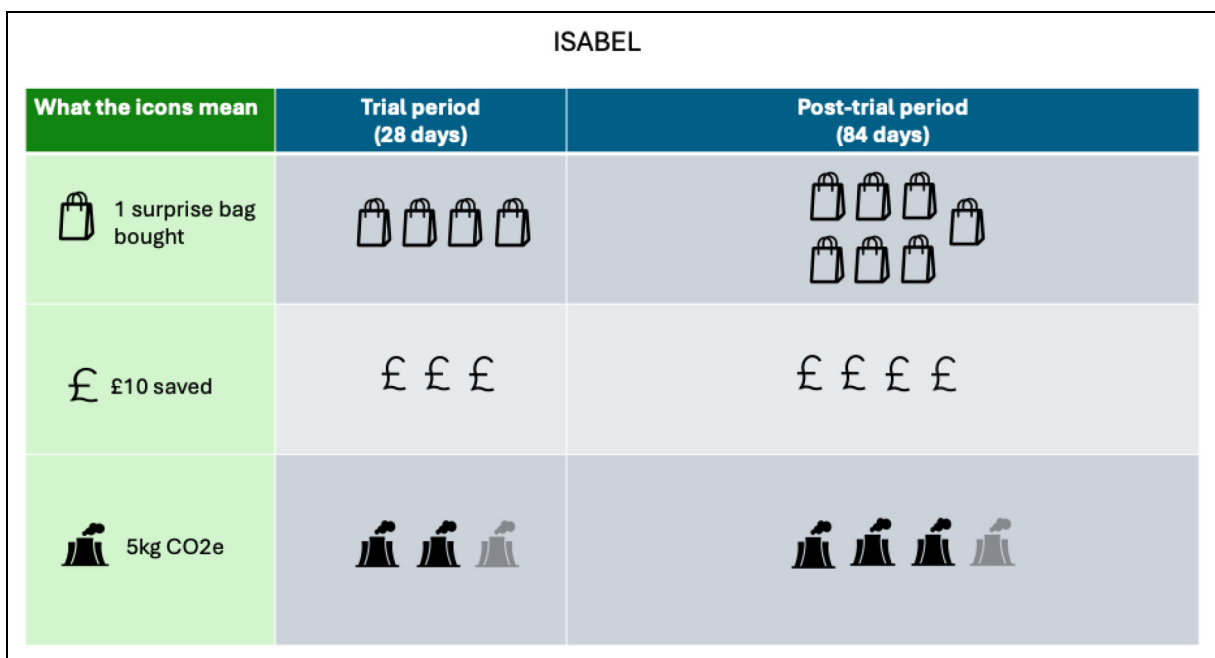 ISABEL
What the icons mean
Trial period
(28 days)
Post-trial period
(84 days)
1 surprise bag
bought
£ £10 saved
£ £ £
£ £ £ £
5kg CO2e